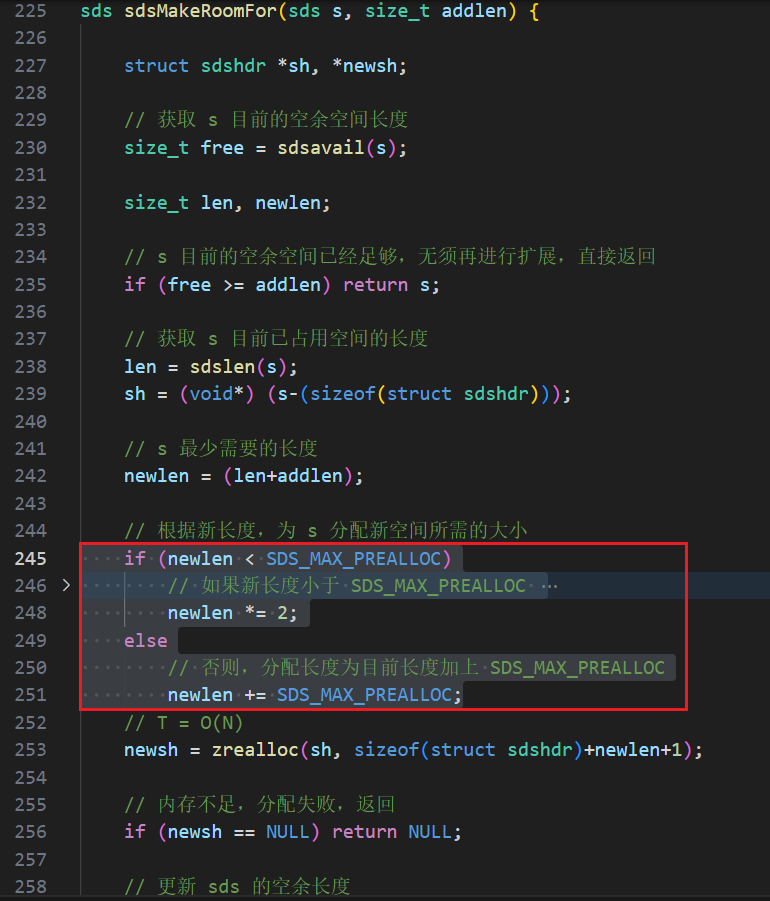 225 sds sdsMakeRoomFor(sds s, size_t addlen) {
226
227 struct sdshdr *sh, *newsh;
228
229 // 获取 s 目前的空余空间长度
230 size_t free = sdsavail(s);
231
232 size_t len, newlen;
233
234 // s 目前的空余空间已经足够，无须再进行扩展，直接返回
235 if (free >= addlen) return s;
236
237 // 获取 s 目前已占用空间的长度
238 len = sdslen(s);
239 sh = (void*) (s-(sizeof(struct sdshdr)));
240
241 // s 最少需要的长度
242 newlen = (len+addlen);
243
244 // 根据新长度，为 s 分配新空间所需的大小
245 if (newlen < SDS_MAX_PREALLOC)
246 // 如果新长度小于 SDS_MAX_PREALLOC ⋯
248 newlen *= 2;
249 else
250 // 否则，分配长度为目前长度加上 SDS_MAX_PREALLOC
251 newlen += SDS_MAX_PREALLOC;
252 // T = O(N)
253 newsh = zrealloc(sh, sizeof(struct sdshdr)+newlen+1);
254
255 // 内存不足，分配失败，返回
256 if (newsh == NULL) return NULL;
257
258 // 更新 sds 的空余长度